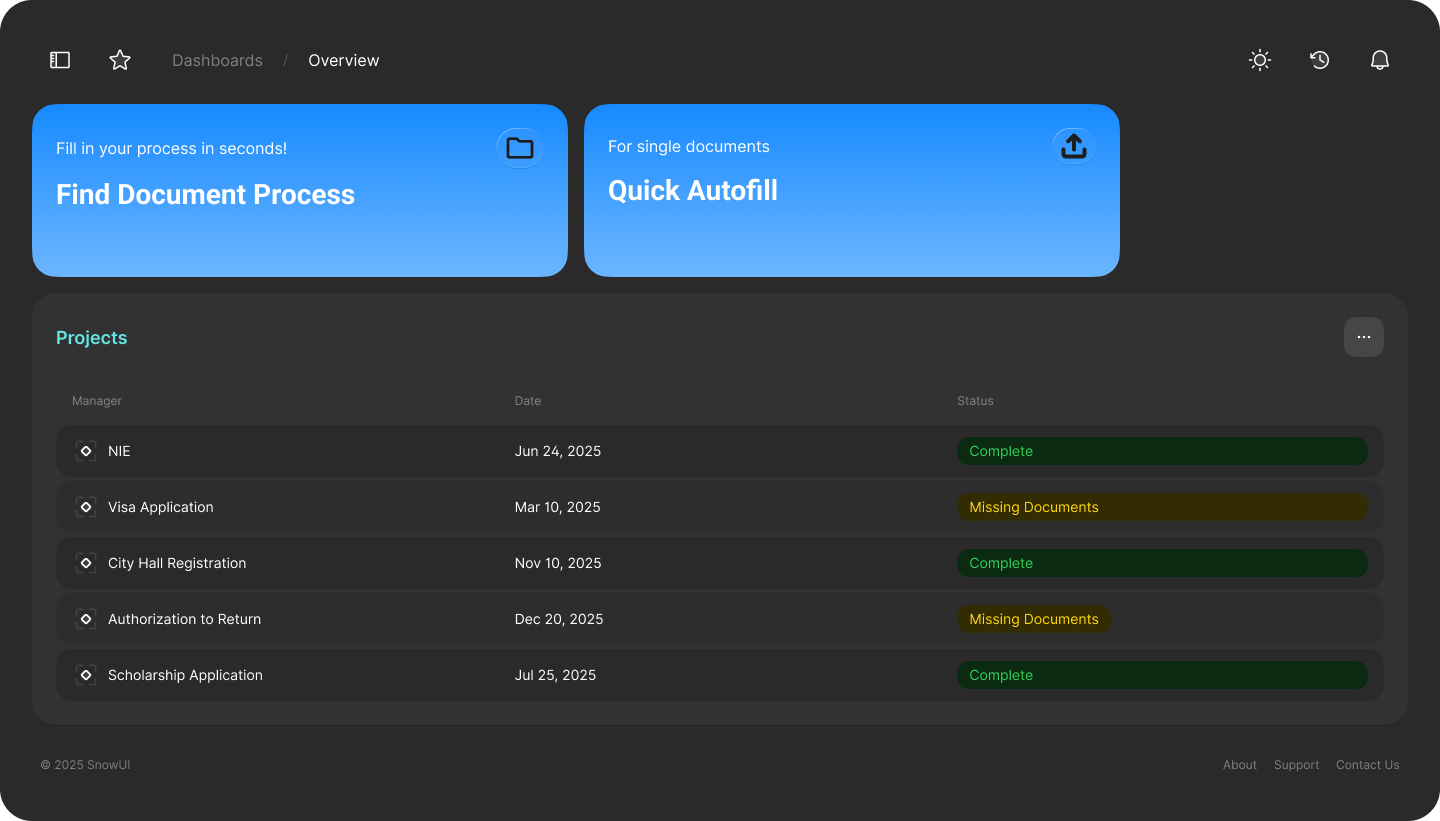 Dashboards / Overview
Fill in your process in seconds!
Find Document Process
For single documents
Quick Autofill
Projects
Manager Date Status
NIE Jun 24, 2025 Complete
Visa Application Mar 10, 2025 Missing Documents
City Hall Registration Nov 10, 2025 Complete
Authorization to Return Dec 20, 2025 Missing Documents
Scholarship Application Jul 25, 2025 Complete
© 2025 SnowUI About Support Contact Us